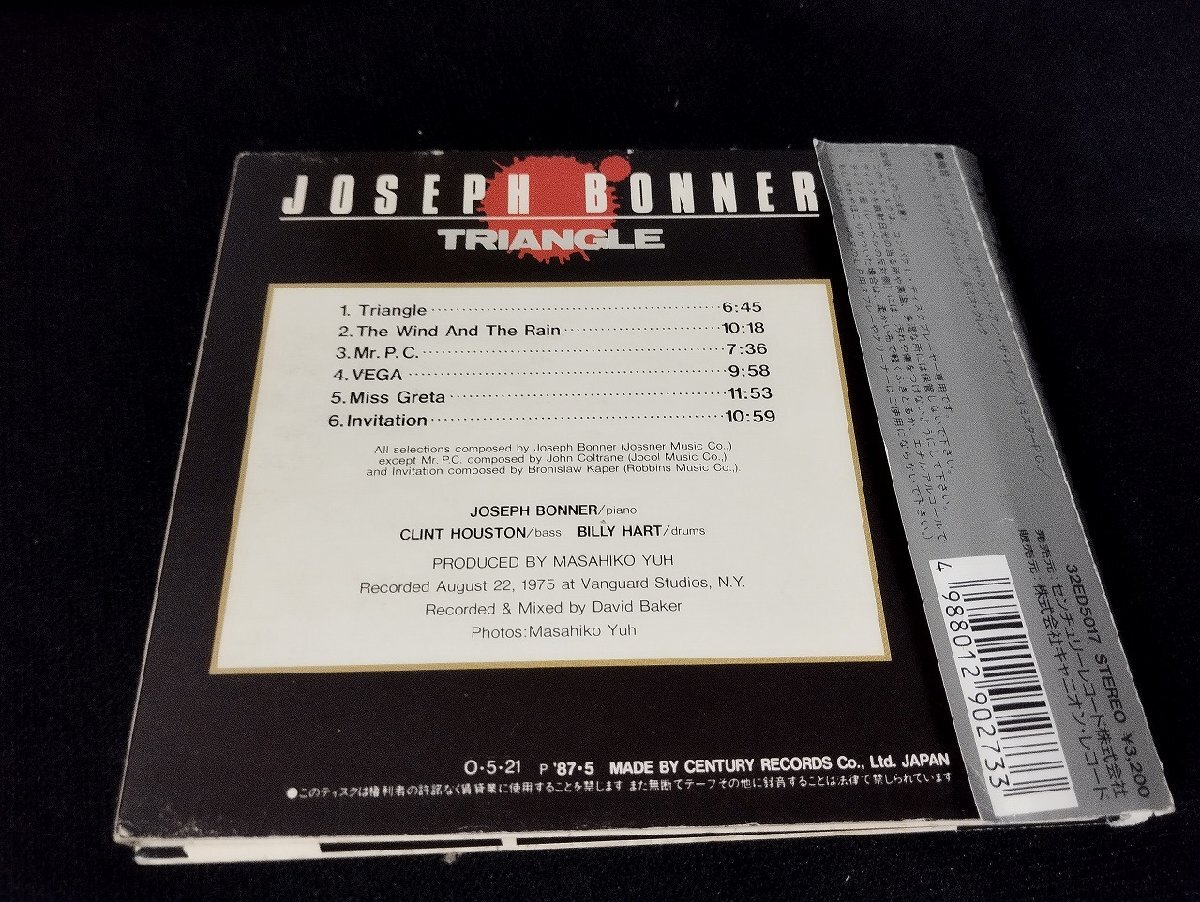 JOSEPH BONNER
TRIANGLE
1. Triangle 6:45
2. The Wind And The Rain 10:18
3. Mr. P. C. 7:36
4. VEGA 9:58
5. Miss Greta 11:53
6. Invitation 10:59
All selections composed by Joseph Bonner (Jossner Music Co.,)
except Mr. P.C. composed by John Coltrane (Jocol Music Co.,)
and Invitation composed by Bronislaw Kaper (Robbins Music Co.,).
JOSEPH BONNER/piano
CLINT HOUSTON/bass BILLY HART/drums
PRODUCED BY MASAHIKO YUH
Recorded August 22, 1975 at Vanguard Studios, N.Y.
Recorded & Mixed by David Baker
Photos: Masahiko Yuh
O・5・21 P '87・5 MADE BY CENTURY RECORDS Co., Ltd. JAPAN
●このディスクは権利者の許諾なく賃貸業に使用することを禁します また無断でテープその他に録音することは法律で禁しられています
32ED5017 STEREO ¥3,200
発売元：センチュリーレコード株式会社
販売元：株式会社キャニオン・レコード
4 988012 902733